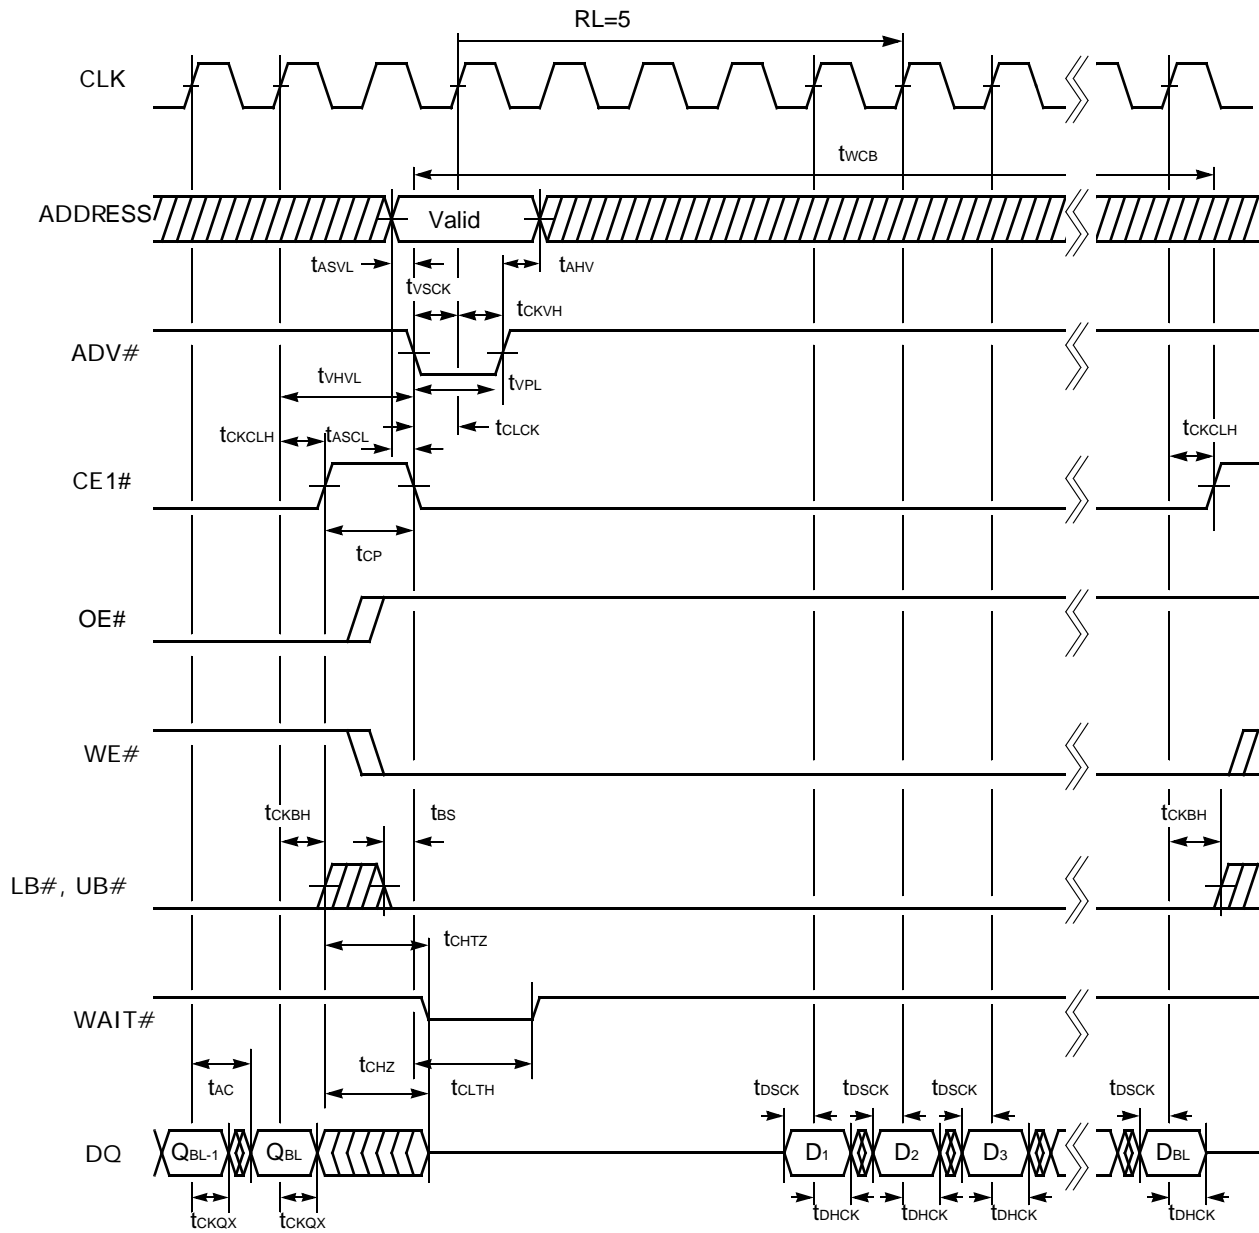 RL=5
CLK
tWCB
ADDRESS
Valid
tASVL
tAHV
tVSCK
tCKVH
ADV#
tVHVL
tVPL
tCKCLH
tASCL
tCLCK
tCKCLH
CE1#
tCP
OE#
WE#
tCKBH
tBS
tCKBH
LB#, UB#
tCHTZ
WAIT#
tCHZ
tAC
tCLTH
tDSCK
tDSCK
tDSCK
tDSCK
DQ
QBL-1
QBL
D1
D2
D3
DBL
tCKQX
tCKQX
tDHCK
tDHCK
tDHCK
tDHCK